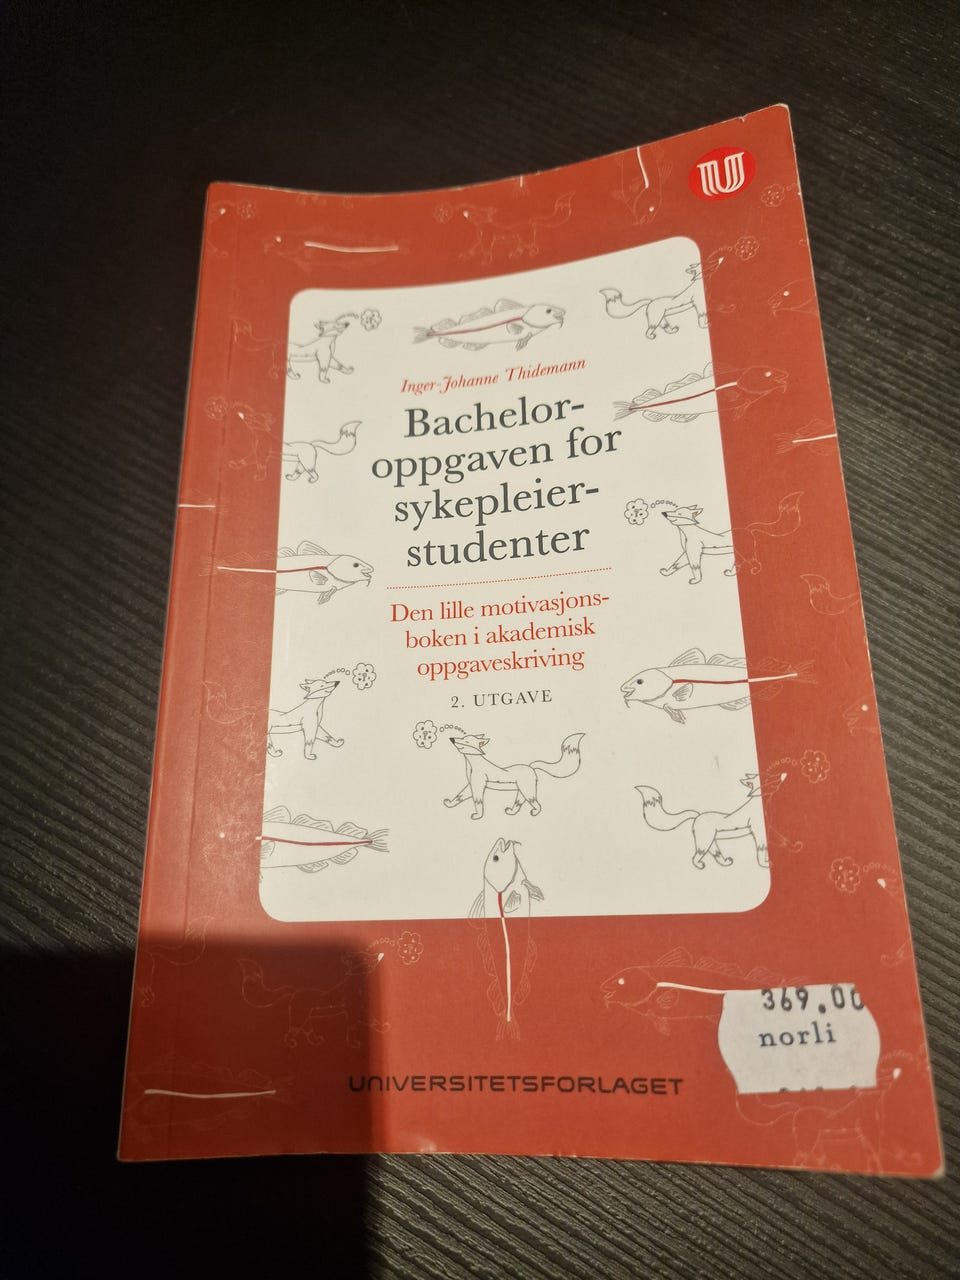 U
Inger-Johanne Thidemann
Bachelor-
oppgaven for
sykepleier-
studenter
Den lille motivasjons-
boken i akademisk
oppgaveskriving
2. UTGAVE
369.00
norli
UNIVERSITETSFORLAGET